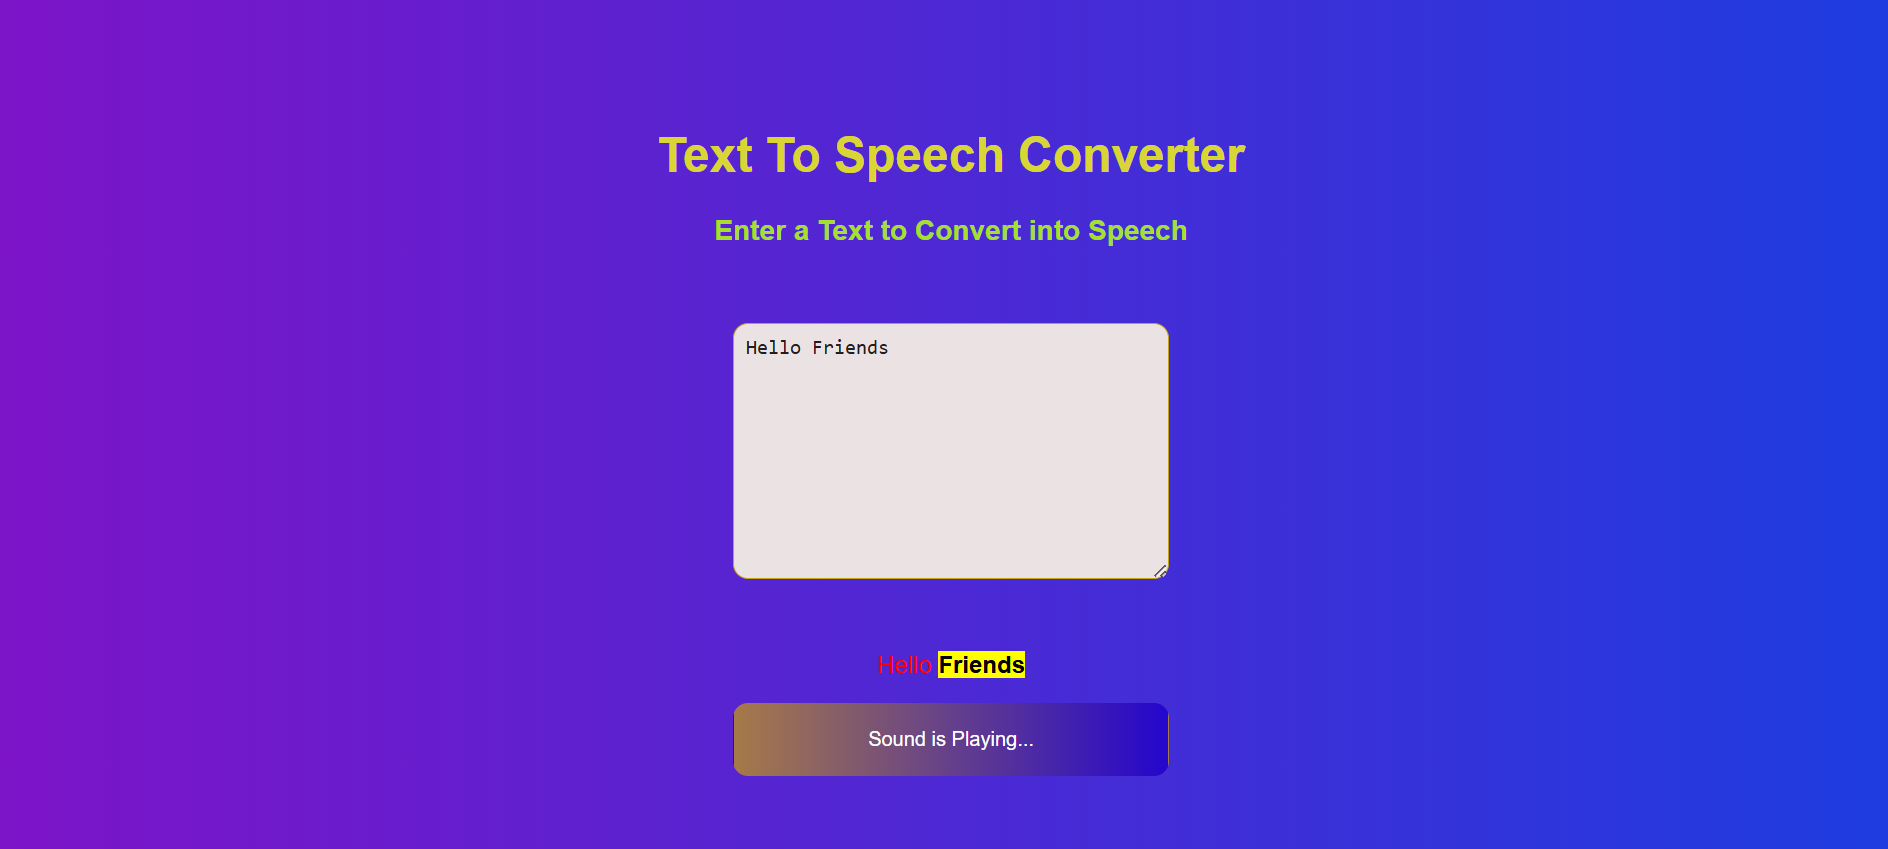 Text To Speech Converter
Enter a Text to Convert into Speech
Hello Friends
Hello Friends
Sound is Playing...